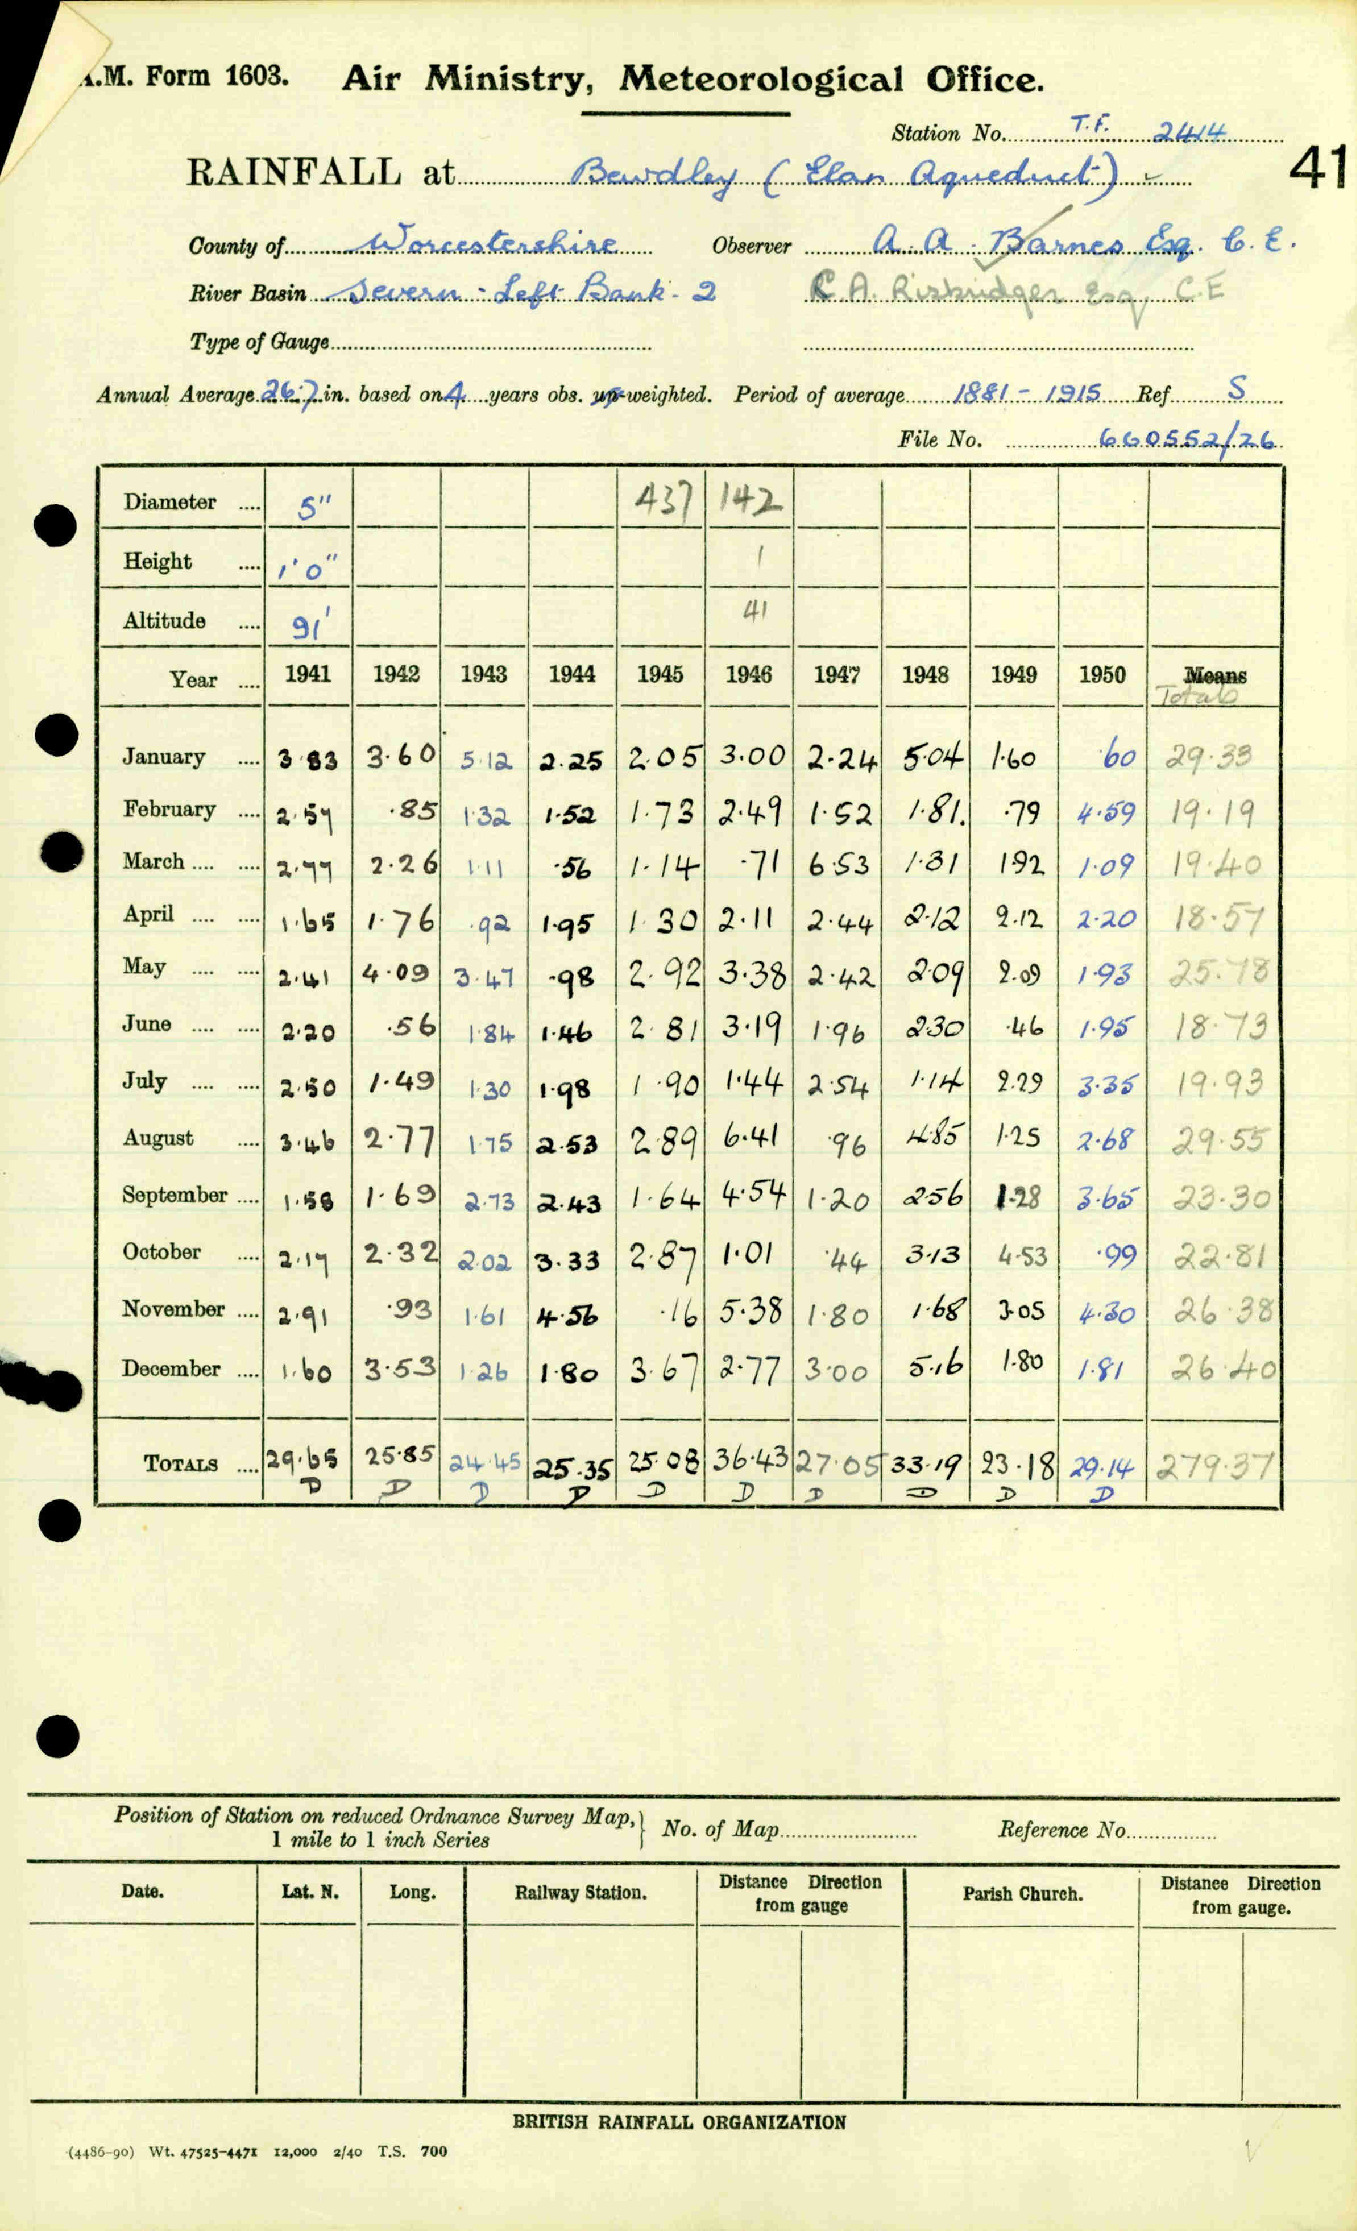 A.M. Form 1603. Air Ministry, Meteorological Office.
Station No. T.F. 2414
41
RAINFALL at Bewdley (Elan Aqueduct)
County of Worcestershire Observer A. A. Barnes Esq. C. E.
River Basin Severn - Left Bank - 2 C A. Risbridger Esq, C.E
Type of Gauge
Annual Average 26.7 in. based on 4 years obs. weighted. Period of average 1881 - 1915 Ref. S
File No. 660552/26
Diameter .... 5" 437 142
Height .... 1' 0" 1
Altitude .... 91' 41
Year .... 1941 1942 1943 1944 1945 1946 1947 1948 1949 1950 Means
Totals
January .... 3.83 3.60 5.12 2.25 2.05 3.00 2.24 5.04 1.60 .60 29.33
February .... 2.57 .85 1.32 1.52 1.73 2.49 1.52 1.81. .79 4.59 19.19
March .... .... 2.77 2.26 1.11 .56 1.14 .71 6.53 1.31 1.92 1.09 19.40
April .... .... 1.65 1.76 .92 1.95 1.30 2.11 2.44 2.12 2.12 2.20 18.57
May .... .... 2.41 4.09 3.47 .98 2.92 3.38 2.42 2.09 2.09 1.93 25.78
June .... .... 2.20 .56 1.84 1.46 2.81 3.19 1.96 2.30 .46 1.95 18.73
July .... .... 2.50 1.49 1.30 1.98 1.90 1.44 2.54 1.14 2.29 3.35 19.93
August .... 3.46 2.77 1.75 2.53 2.89 6.41 .96 4.85 1.25 2.68 29.55
September .... 1.58 1.69 2.73 2.43 1.64 4.54 1.20 2.56 1.28 3.65 23.30
October .... 2.17 2.32 2.02 3.33 2.87 1.01 .44 3.13 4.53 .99 22.81
November .... 2.91 .93 1.61 4.56 .16 5.38 1.80 1.68 3.05 4.30 26.38
December .... 1.60 3.53 1.26 1.80 3.67 2.77 3.00 5.16 1.80 1.81 26.40
TOTALS .... 29.65 25.85 24.45 25.35 25.08 36.43 27.05 33.19 23.18 29.14 279.37
D D D D D D D D D D
Position of Station on reduced Ordnance Survey Map,
1 mile to 1 inch Series
No. of Map Reference No.
Date. Lat. N. Long. Railway Station. Distance Direction from gauge Parish Church. Distance Direction from gauge.
BRITISH RAINFALL ORGANIZATION
(4486-90) Wt. 47525-4471 12,000 2/40 T.S. 700